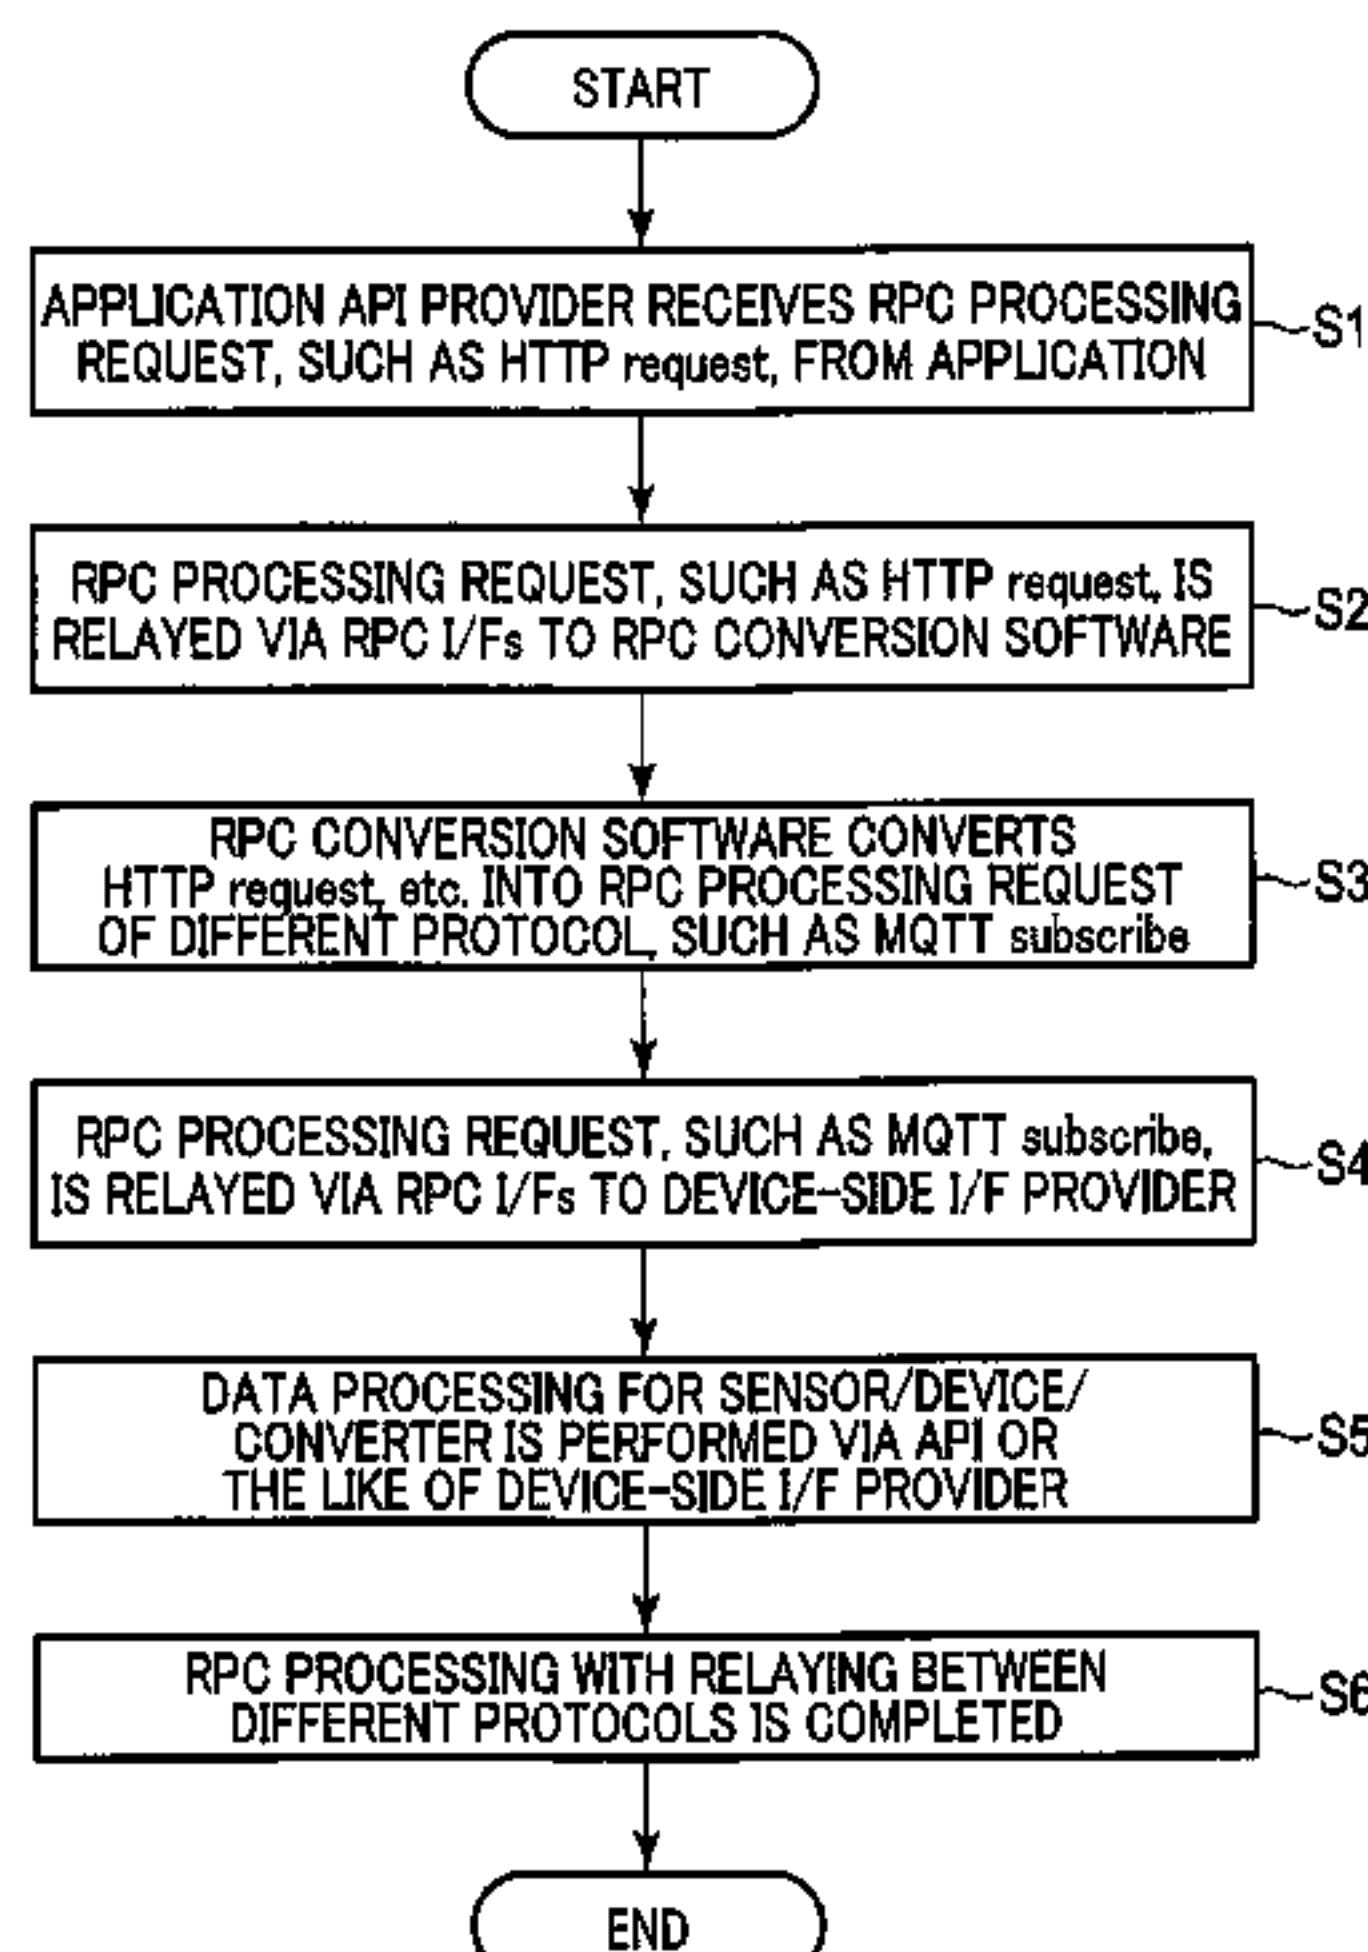 START
APPLICATION API PROVIDER RECEIVES RPC PROCESSING
REQUEST, SUCH AS HTTP request, FROM APPLICATION
S1
RPC PROCESSING REQUEST, SUCH AS HTTP request, IS
RELAYED VIA RPC I/Fs TO RPC CONVERSION SOFTWARE
S2
RPC CONVERSION SOFTWARE CONVERTS
HTTP request, etc. INTO RPC PROCESSING REQUEST
OF DIFFERENT PROTOCOL, SUCH AS MQTT subscribe
S3
RPC PROCESSING REQUEST, SUCH AS MQTT subscribe,
IS RELAYED VIA RPC I/Fs TO DEVICE-SIDE I/F PROVIDER
S4
DATA PROCESSING FOR SENSOR/DEVICE/
CONVERTER IS PERFORMED VIA API OR
THE LIKE OF DEVICE-SIDE I/F PROVIDER
S5
RPC PROCESSING WITH RELAYING BETWEEN
DIFFERENT PROTOCOLS IS COMPLETED
S6
END